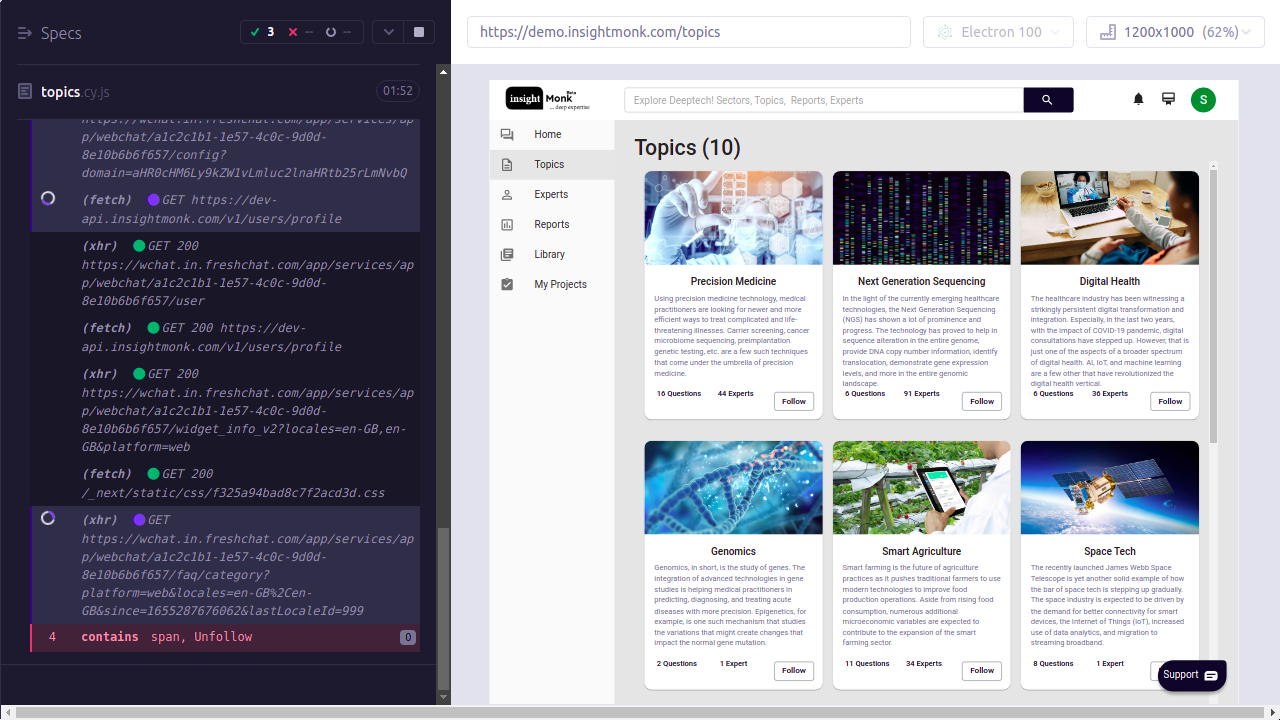 Specs
3
--
--
topics.cy.js
01:52
https://wchat.in.freshchat.com/app/services/ap
p/webchat/a1c2c1b1-1e57-4c0c-9d0d-
8e10b6b6f657/config?
domain=aHR0cHM6Ly9kZW1vLmluc2lnaHRtb25rLmNvbQ
(fetch) GET https://dev-
api.insightmonk.com/v1/users/profile
(xhr) GET 200
https://wchat.in.freshchat.com/app/services/ap
p/webchat/a1c2c1b1-1e57-4c0c-9d0d-
8e10b6b6f657/user
(fetch) GET 200 https://dev-
api.insightmonk.com/v1/users/profile
(xhr) GET 200
https://wchat.in.freshchat.com/app/services/ap
p/webchat/a1c2c1b1-1e57-4c0c-9d0d-
8e10b6b6f657/widget_info_v2?locales=en-GB,en-
GB&platform=web
(fetch) GET 200
/_next/static/css/f325a94bad8c7f2acd3d.css
(xhr) GET
https://wchat.in.freshchat.com/app/services/ap
p/webchat/a1c2c1b1-1e57-4c0c-9d0d-
8e10b6b6f657/faq/category?
platform=web&locales=en-GB%2Cen-
GB&since=1655287676062&lastLocaleId=999
4 contains span, Unfollow 0
https://demo.insightmonk.com/topics
Electron 100
1200x1000 (62%)
insight Monk Beta
... deep expertise
Explore Deeptech! Sectors, Topics, Reports, Experts
S
Home
Topics
Experts
Reports
Library
My Projects
Topics (10)
Precision Medicine
Using precision medicine technology, medical
practitioners are looking for newer and more
efficient ways to treat complicated and life-
threatening illnesses. Carrier screening, cancer
microbiome sequencing, preimplantation
genetic testing, etc. are a few such techniques
that come under the umbrella of precision
medicine.
16 Questions 44 Experts
Follow
Next Generation Sequencing
In the light of the currently emerging healthcare
technologies, the Next Generation Sequencing
(NGS) has shown a lot of prominence and
progress. The technology has proved to help in
sequence alteration in the entire genome,
provide DNA copy number information, identify
translocation, demonstrate gene expression
levels, and more in the entire genomic
landscape.
6 Questions 91 Experts
Follow
Digital Health
The healthcare industry has been witnessing a
strikingly persistent digital transformation and
integration. Especially, in the last two years,
with the impact of COVID-19 pandemic, digital
consultations have stepped up. However, that is
just one of the aspects of a broader spectrum
of digital health. AI, IoT, and machine learning
are a few other that have revolutionized the
digital health vertical.
6 Questions 36 Experts
Follow
Genomics
Genomics, in short, is the study of genes. The
integration of advanced technologies in gene
studies is helping medical practitioners in
predicting, diagnosing, and treating acute
diseases with more precision. Epigenetics, for
example, is one such mechanism that studies
the variations that might create changes that
impact the normal gene mutation.
2 Questions 1 Expert
Follow
Smart Agriculture
Smart farming is the future of agriculture
practices as it pushes traditional farmers to use
modern technologies to improve food
production operations. Aside from rising food
consumption, numerous additional
microeconomic variables are expected to
contribute to the expansion of the smart
farming sector.
11 Questions 34 Experts
Follow
Space Tech
The recently launched James Webb Space
Telescope is yet another solid example of how
the bar of space tech is stepping up gradually.
The space industry is expected to be driven by
the demand for better connectivity for smart
devices, the Internet of Things (IoT), increased
use of data analytics, and migration to
streaming broadband.
8 Questions 1 Expert
Support